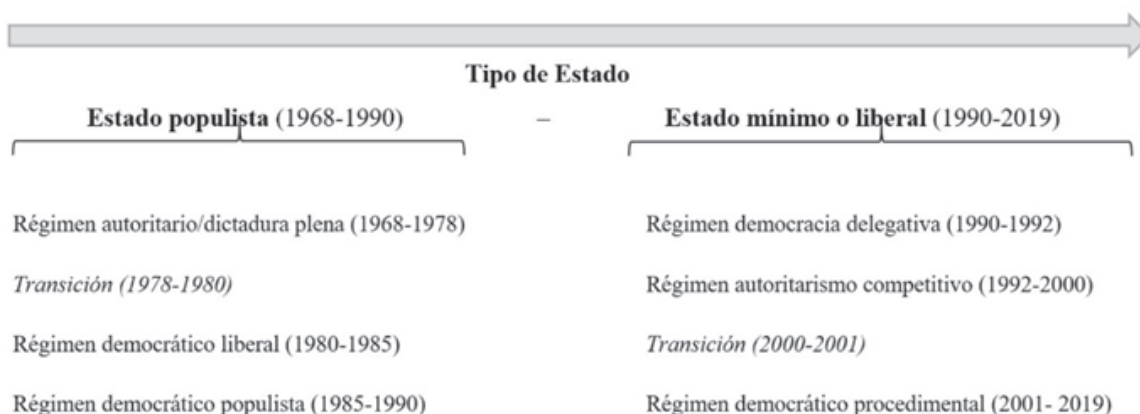 Tipo de Estado
Estado populista (1968-1990) – Estado mínimo o liberal (1990-2019)
Régimen autoritario/dictadura plena (1968-1978)
Transición (1978-1980)
Régimen democrático liberal (1980-1985)
Régimen democrático populista (1985-1990)
Régimen democracia delegativa (1990-1992)
Régimen autoritarismo competitivo (1992-2000)
Transición (2000-2001)
Régimen democrático procedimental (2001- 2019)